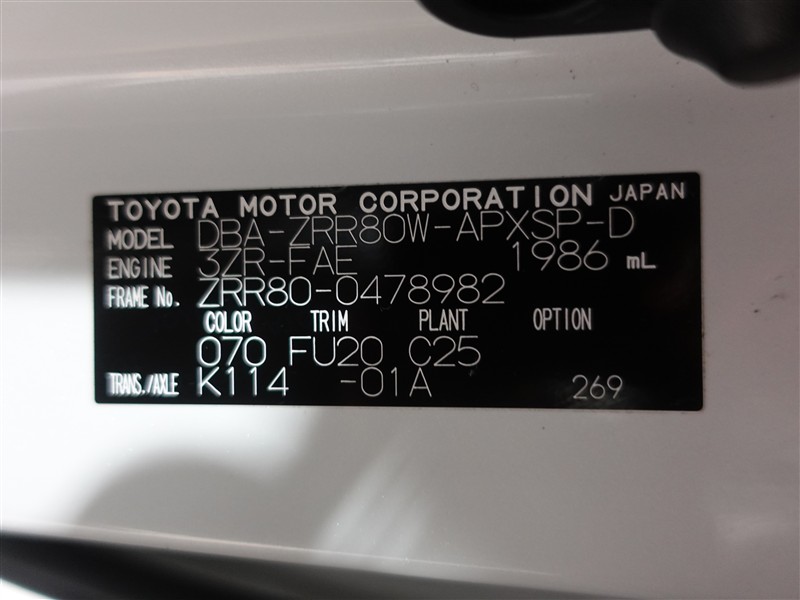 TOYOTA MOTOR CORPORATION JAPAN
MODEL DBA-ZRR80W-APXSP-D
ENGINE 3ZR-FAE 1986 mL
FRAME No. ZRR80-0478982
COLOR TRIM PLANT OPTION
070 FU20 C25
TRANS./AXLE K114 -01A 269